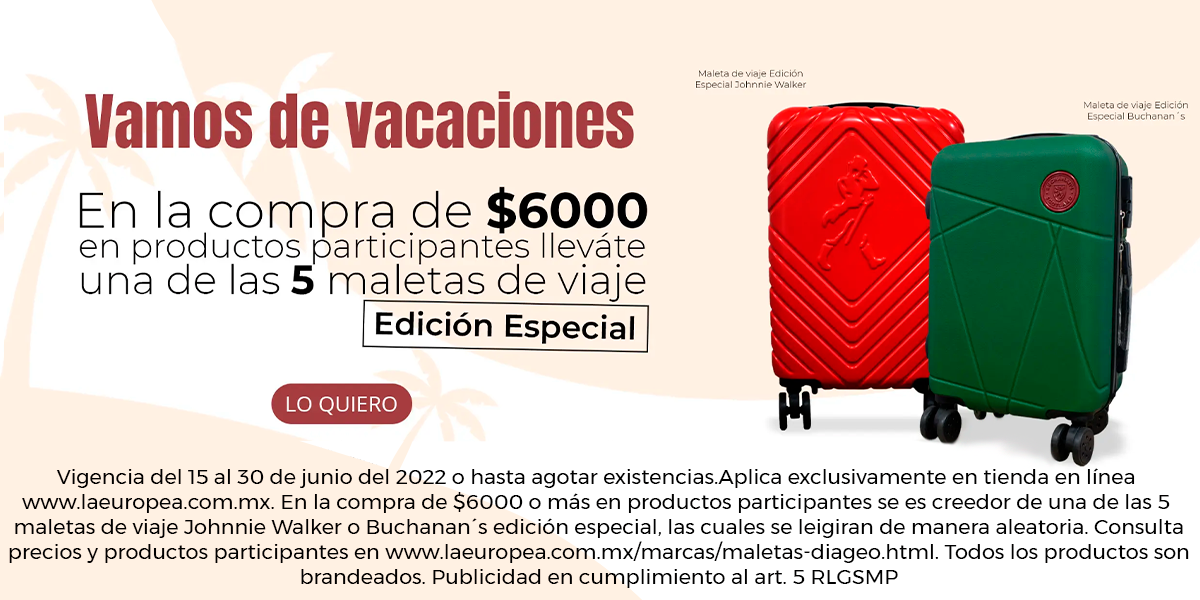 Vamos de vacaciones
En la compra de $6000
en productos participantes lleváte
una de las 5 maletas de viaje
Edición Especial
LO QUIERO
Maleta de viaje Edición
Especial Johnnie Walker
Maleta de viaje Edición
Especial Buchanan´s
Vigencia del 15 al 30 de junio del 2022 o hasta agotar existencias.Aplica exclusivamente en tienda en línea
www.laeuropea.com.mx. En la compra de $6000 o más en productos participantes se es creedor de una de las 5
maletas de viaje Johnnie Walker o Buchanan´s edición especial, las cuales se leigiran de manera aleatoria. Consulta
precios y productos participantes en www.laeuropea.com.mx/marcas/maletas-diageo.html. Todos los productos son
brandeados. Publicidad en cumplimiento al art. 5 RLGSMP